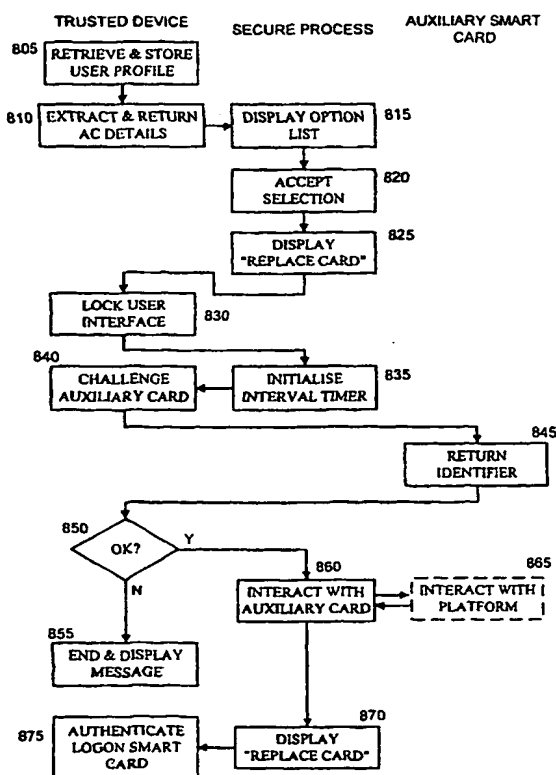 TRUSTED DEVICE
SECURE PROCESS
AUXILIARY SMART
CARD
805
RETRIEVE & STORE
USER PROFILE
810
EXTRACT & RETURN
AC DETAILS
DISPLAY OPTION
LIST
815
ACCEPT
SELECTION
820
DISPLAY
"REPLACE CARD"
825
LOCK USER
INTERFACE
830
840
CHALLENGE
AUXILIARY CARD
INITIALISE
INTERVAL TIMER
835
845
RETURN
IDENTIFIER
850
OK?
Y
N
860
INTERACT WITH
AUXILIARY CARD
865
INTERACT WITH
PLATFORM
855
END & DISPLAY
MESSAGE
870
875
AUTHENTICATE
LOGON SMART
CARD
DISPLAY
"REPLACE CARD"